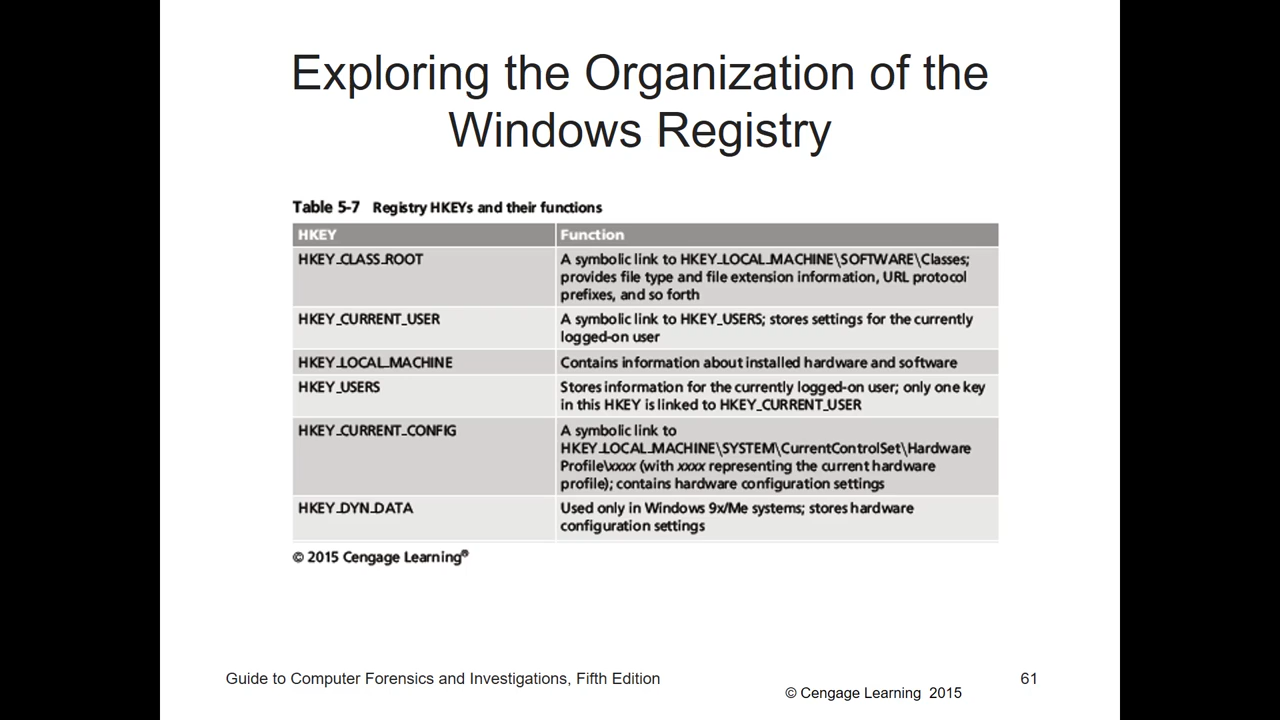 Exploring the Organization of the
Windows Registry
Table 5-7 Registry HKEYs and their functions
HKEY Function
HKEY_CLASS_ROOT A symbolic link to HKEY_LOCAL_MACHINE\SOFTWARE\Classes;
provides file type and file extension information, URL protocol
prefixes, and so forth
HKEY_CURRENT_USER A symbolic link to HKEY_USERS; stores settings for the currently
logged-on user
HKEY_LOCAL_MACHINE Contains information about installed hardware and software
HKEY_USERS Stores information for the currently logged-on user; only one key
in this HKEY is linked to HKEY_CURRENT_USER
HKEY_CURRENT_CONFIG A symbolic link to
HKEY_LOCAL_MACHINE\SYSTEM\CurrentControlSet\Hardware
Profile\xxxx (with xxxx representing the current hardware
profile); contains hardware configuration settings
HKEY_DYN_DATA Used only in Windows 9x/Me systems; stores hardware
configuration settings
© 2015 Cengage Learning®
Guide to Computer Forensics and Investigations, Fifth Edition 61
© Cengage Learning 2015